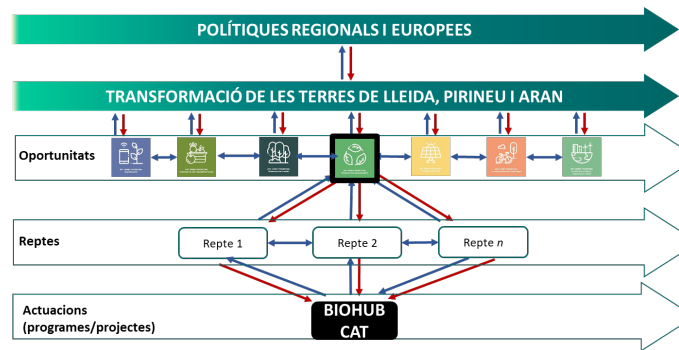 POLÍTIQUES REGIONALS I EUROPEES
TRANSFORMACIÓ DE LES TERRES DE LLEIDA, PIRINEU I ARAN
Oportunitats
Reptes
Repte 1
Repte 2
Repte n
Actuacions
(programes/projectes)
BIOHUB
CAT